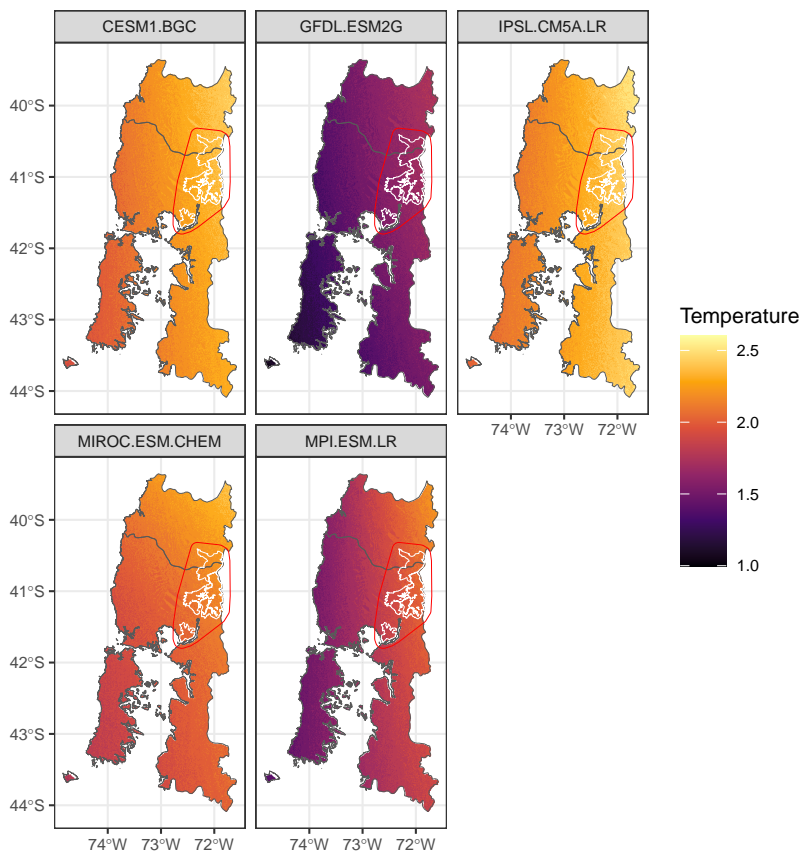 CESM1.BGC GFDL.ESM2G IPSL.CM5A.LR
40°S
41°S
42°S
43°S
44°S
74°W 73°W 72°W
Temperature
2.5
2.0
1.5
1.0
MIROC.ESM.CHEM MPI.ESM.LR
40°S
41°S
42°S
43°S
44°S
74°W 73°W 72°W 74°W 73°W 72°W